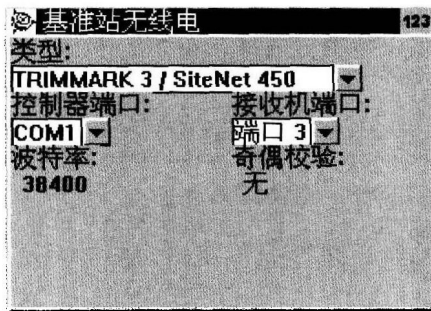 基准站无线电 123
类型:
TRIMMARK 3 / SiteNet 450
控制器端口: 接收机端口:
COM1 端口 3
波特率: 奇偶校验:
38400 无